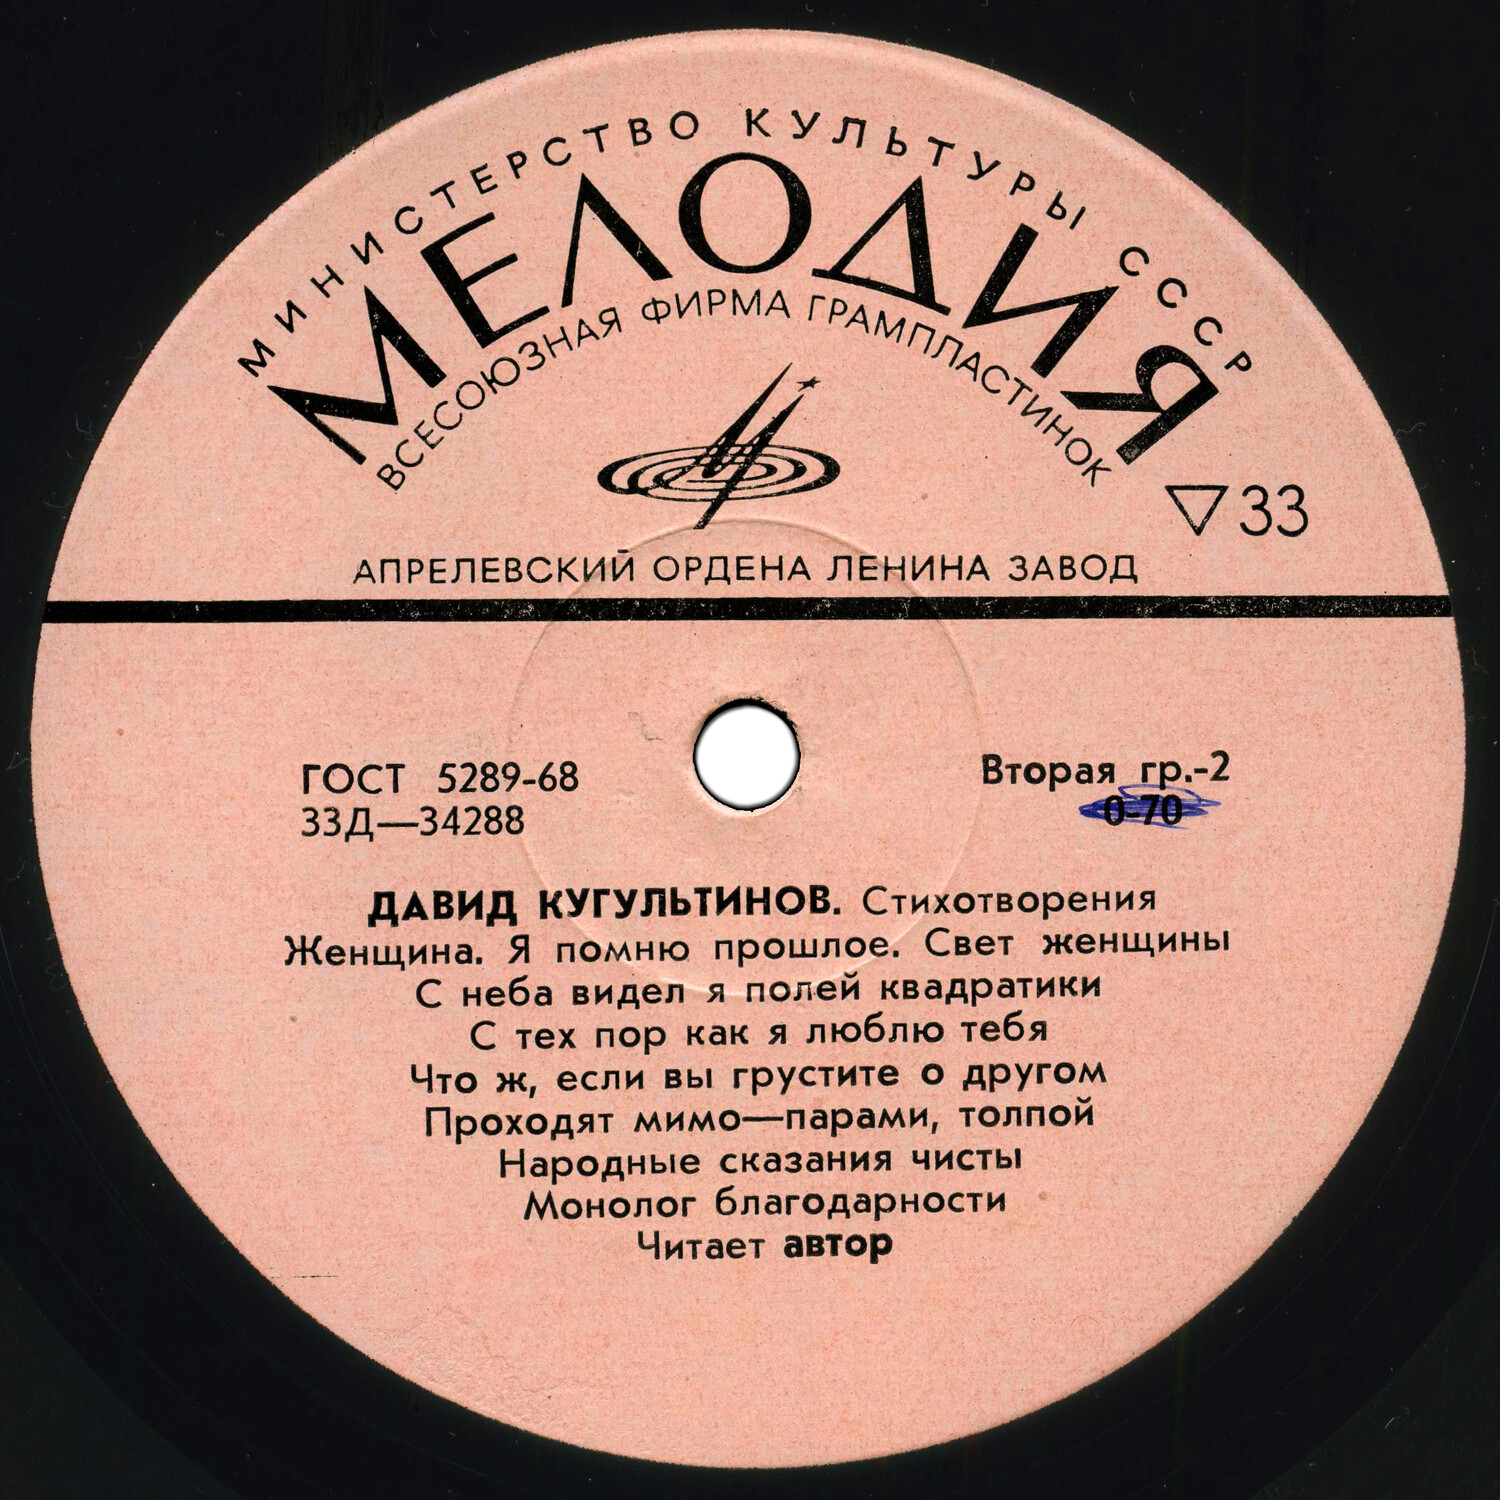 МИНИСТЕРСТВО КУЛЬТУРЫ СССР
МЕЛОДИЯ
ВСЕСОЮЗНАЯ ФИРМА ГРАМПЛАСТИНОК
33
АПРЕЛЕВСКИЙ ОРДЕНА ЛЕНИНА ЗАВОД
ГОСТ 5289-68
33Д—34288
Вторая гр.-2
0-70
ДАВИД КУГУЛЬТИНОВ. Стихотворения
Женщина. Я помню прошлое. Свет женщины
С неба видел я полей квадратики
С тех пор как я люблю тебя
Что ж, если вы грустите о другом
Проходят мимо—парами, толпой
Народные сказания чисты
Монолог благодарности
Читает автор